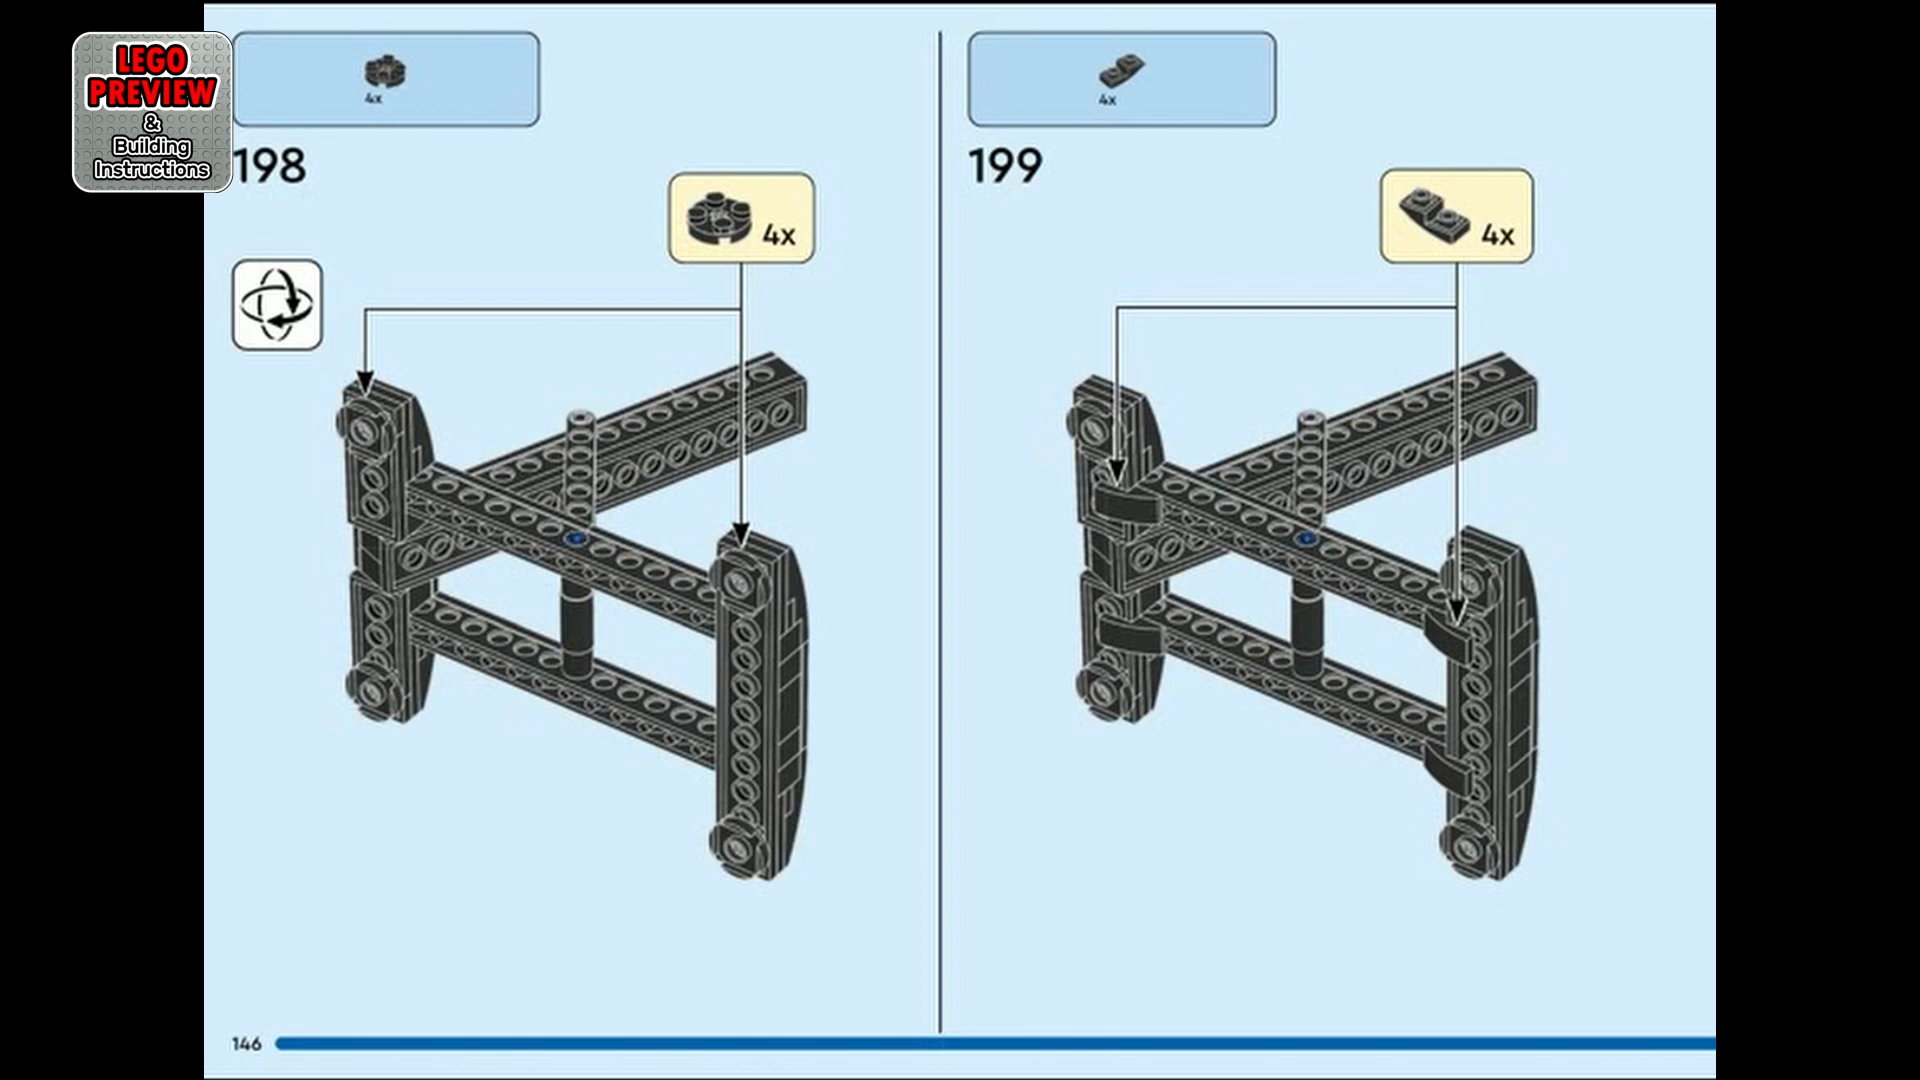 LEGO
PREVIEW
&
Building
Instructions
4x
198
4x
4x
199
4x
146